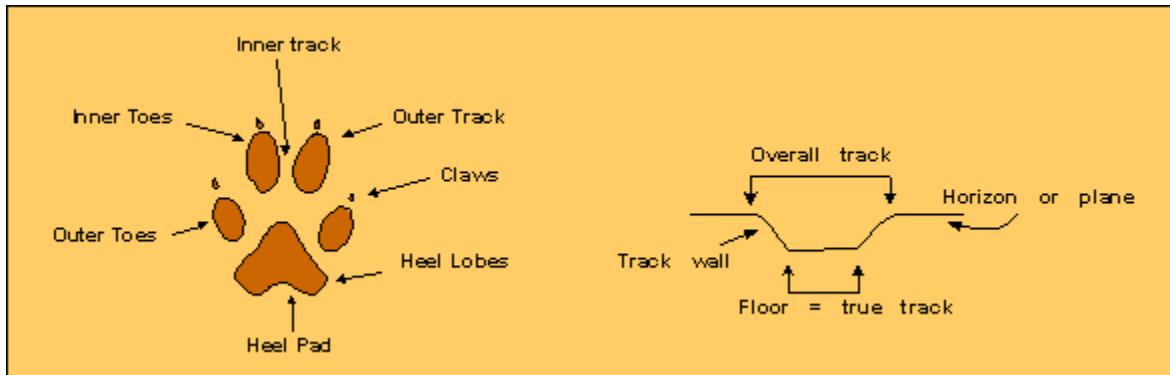 Inner track
Inner Toes
Outer Track
Claws
Outer Toes
Heel Lobes
Heel Pad
Overall track
Horizon or plane
Track wall
Floor = true track